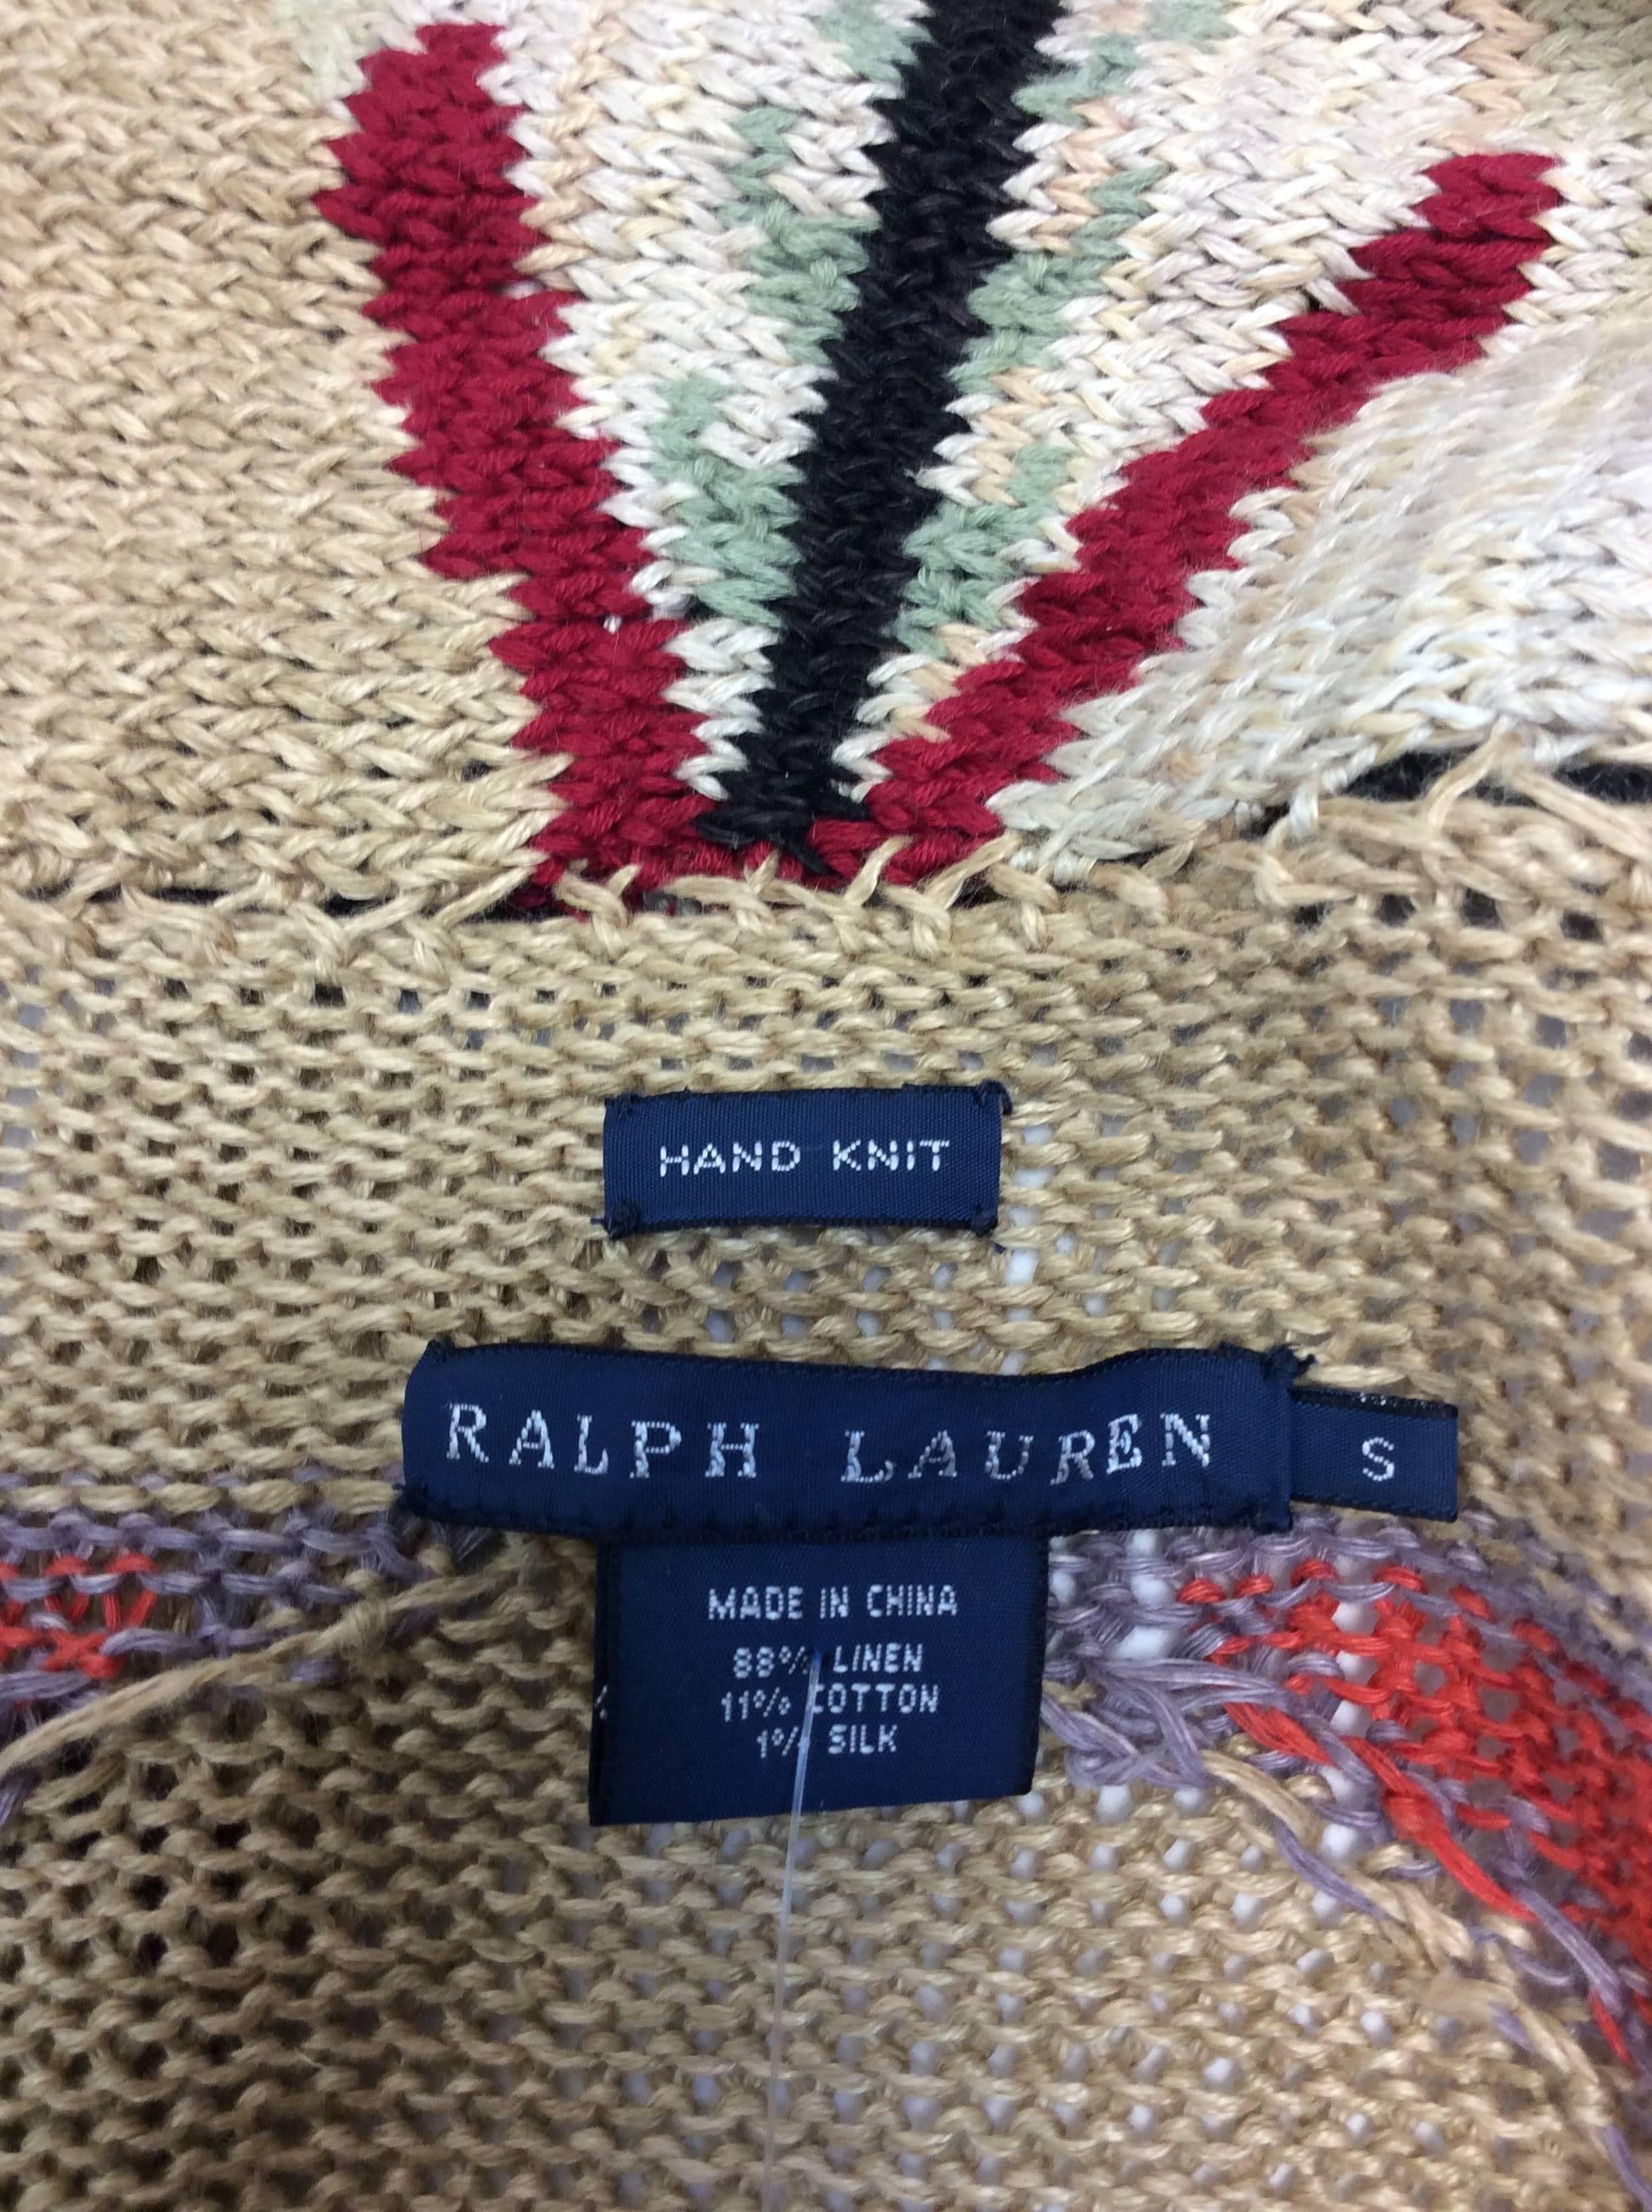 HAND KNIT
RALPH LAUREN
S
MADE IN CHINA
88% LINEN
11% COTTON
1% SILK